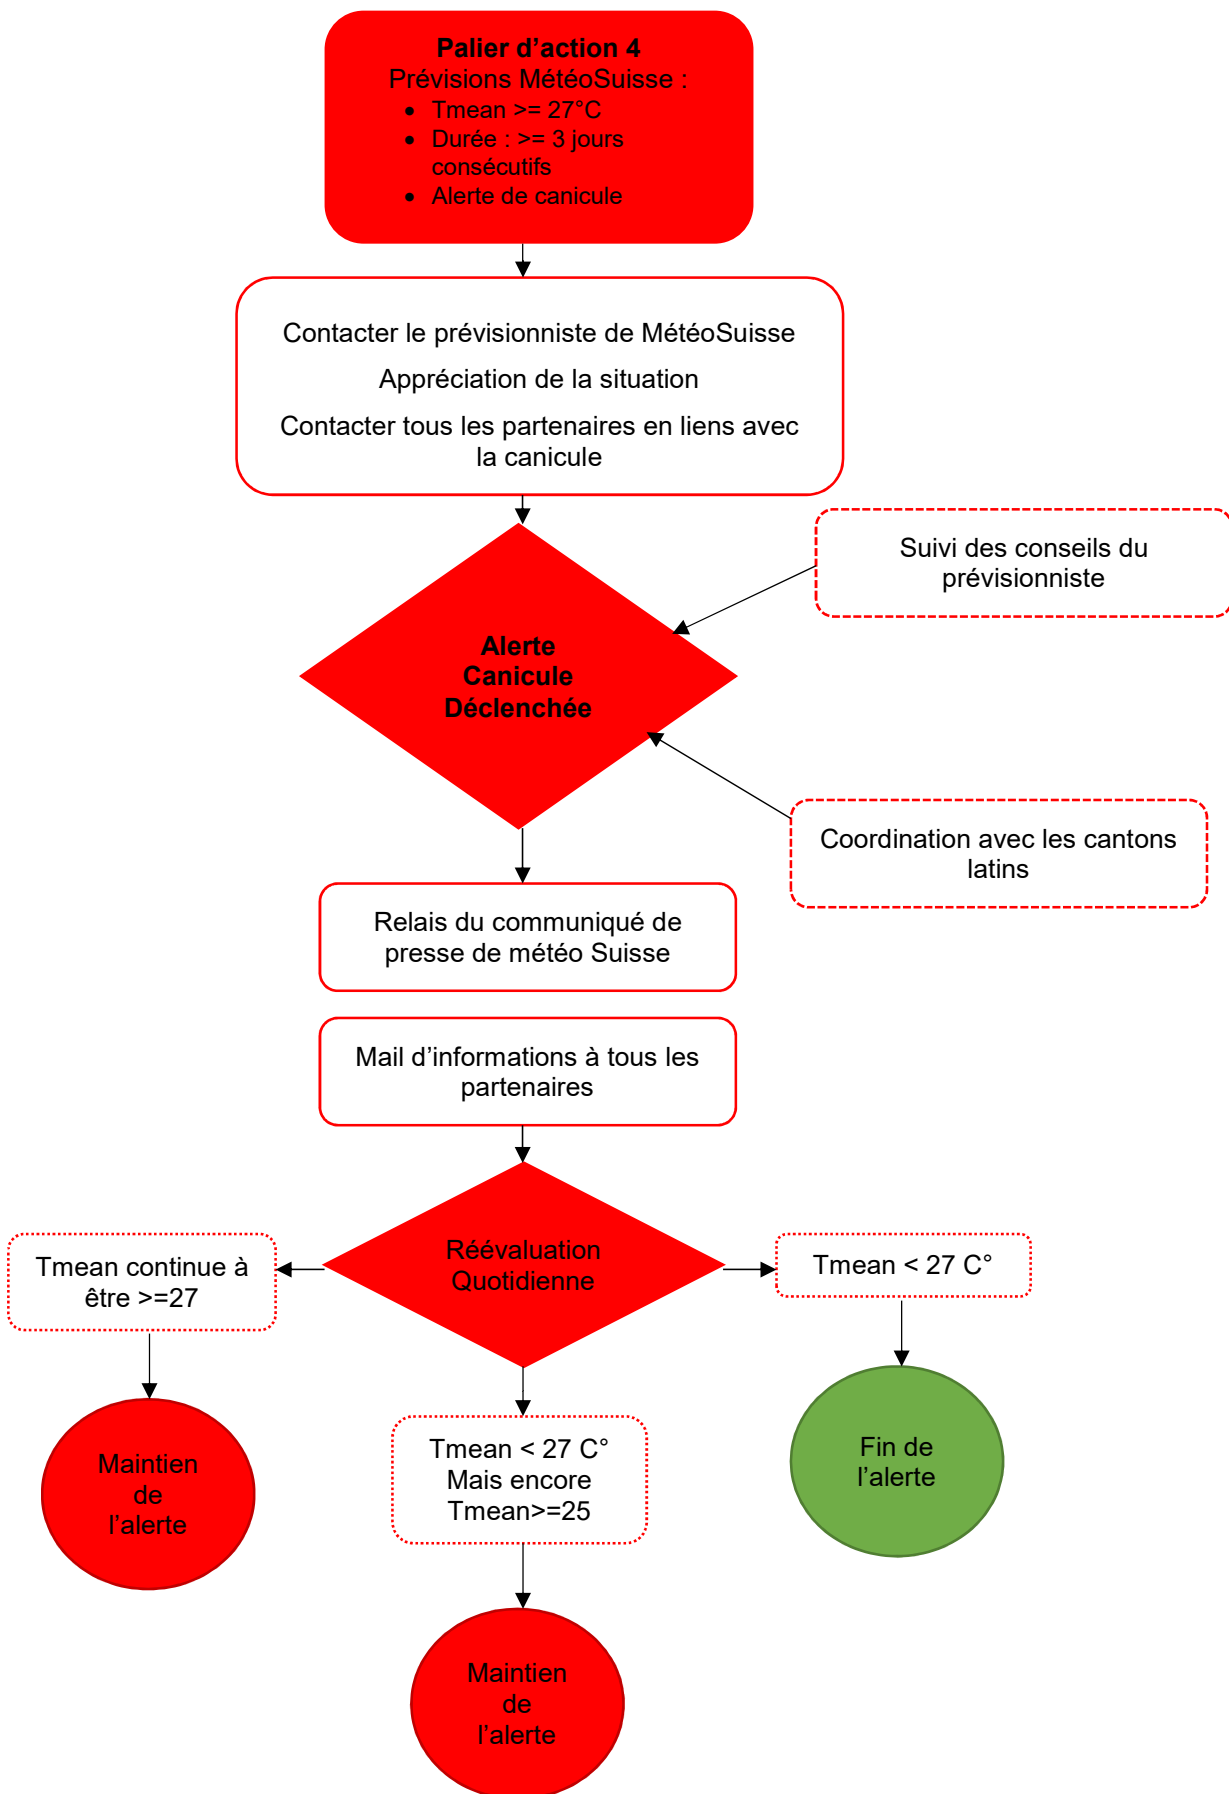 Palier d’action 4
Prévisions MétéoSuisse :
• Tmean >= 27°C
• Durée : >= 3 jours
consécutifs
• Alerte de canicule
Contacter le prévisionniste de MétéoSuisse
Appréciation de la situation
Contacter tous les partenaires en liens avec
la canicule
Suivi des conseils du
prévisionniste
Alerte
Canicule
Déclenchée
Coordination avec les cantons
latins
Relais du communiqué de
presse de météo Suisse
Mail d’informations à tous les
partenaires
Réévaluation
Quotidienne
Tmean continue à
être >=27
Tmean < 27 C°
Maintien
de
l’alerte
Tmean < 27 C°
Mais encore
Tmean>=25
Fin de
l’alerte
Maintien
de
l’alerte